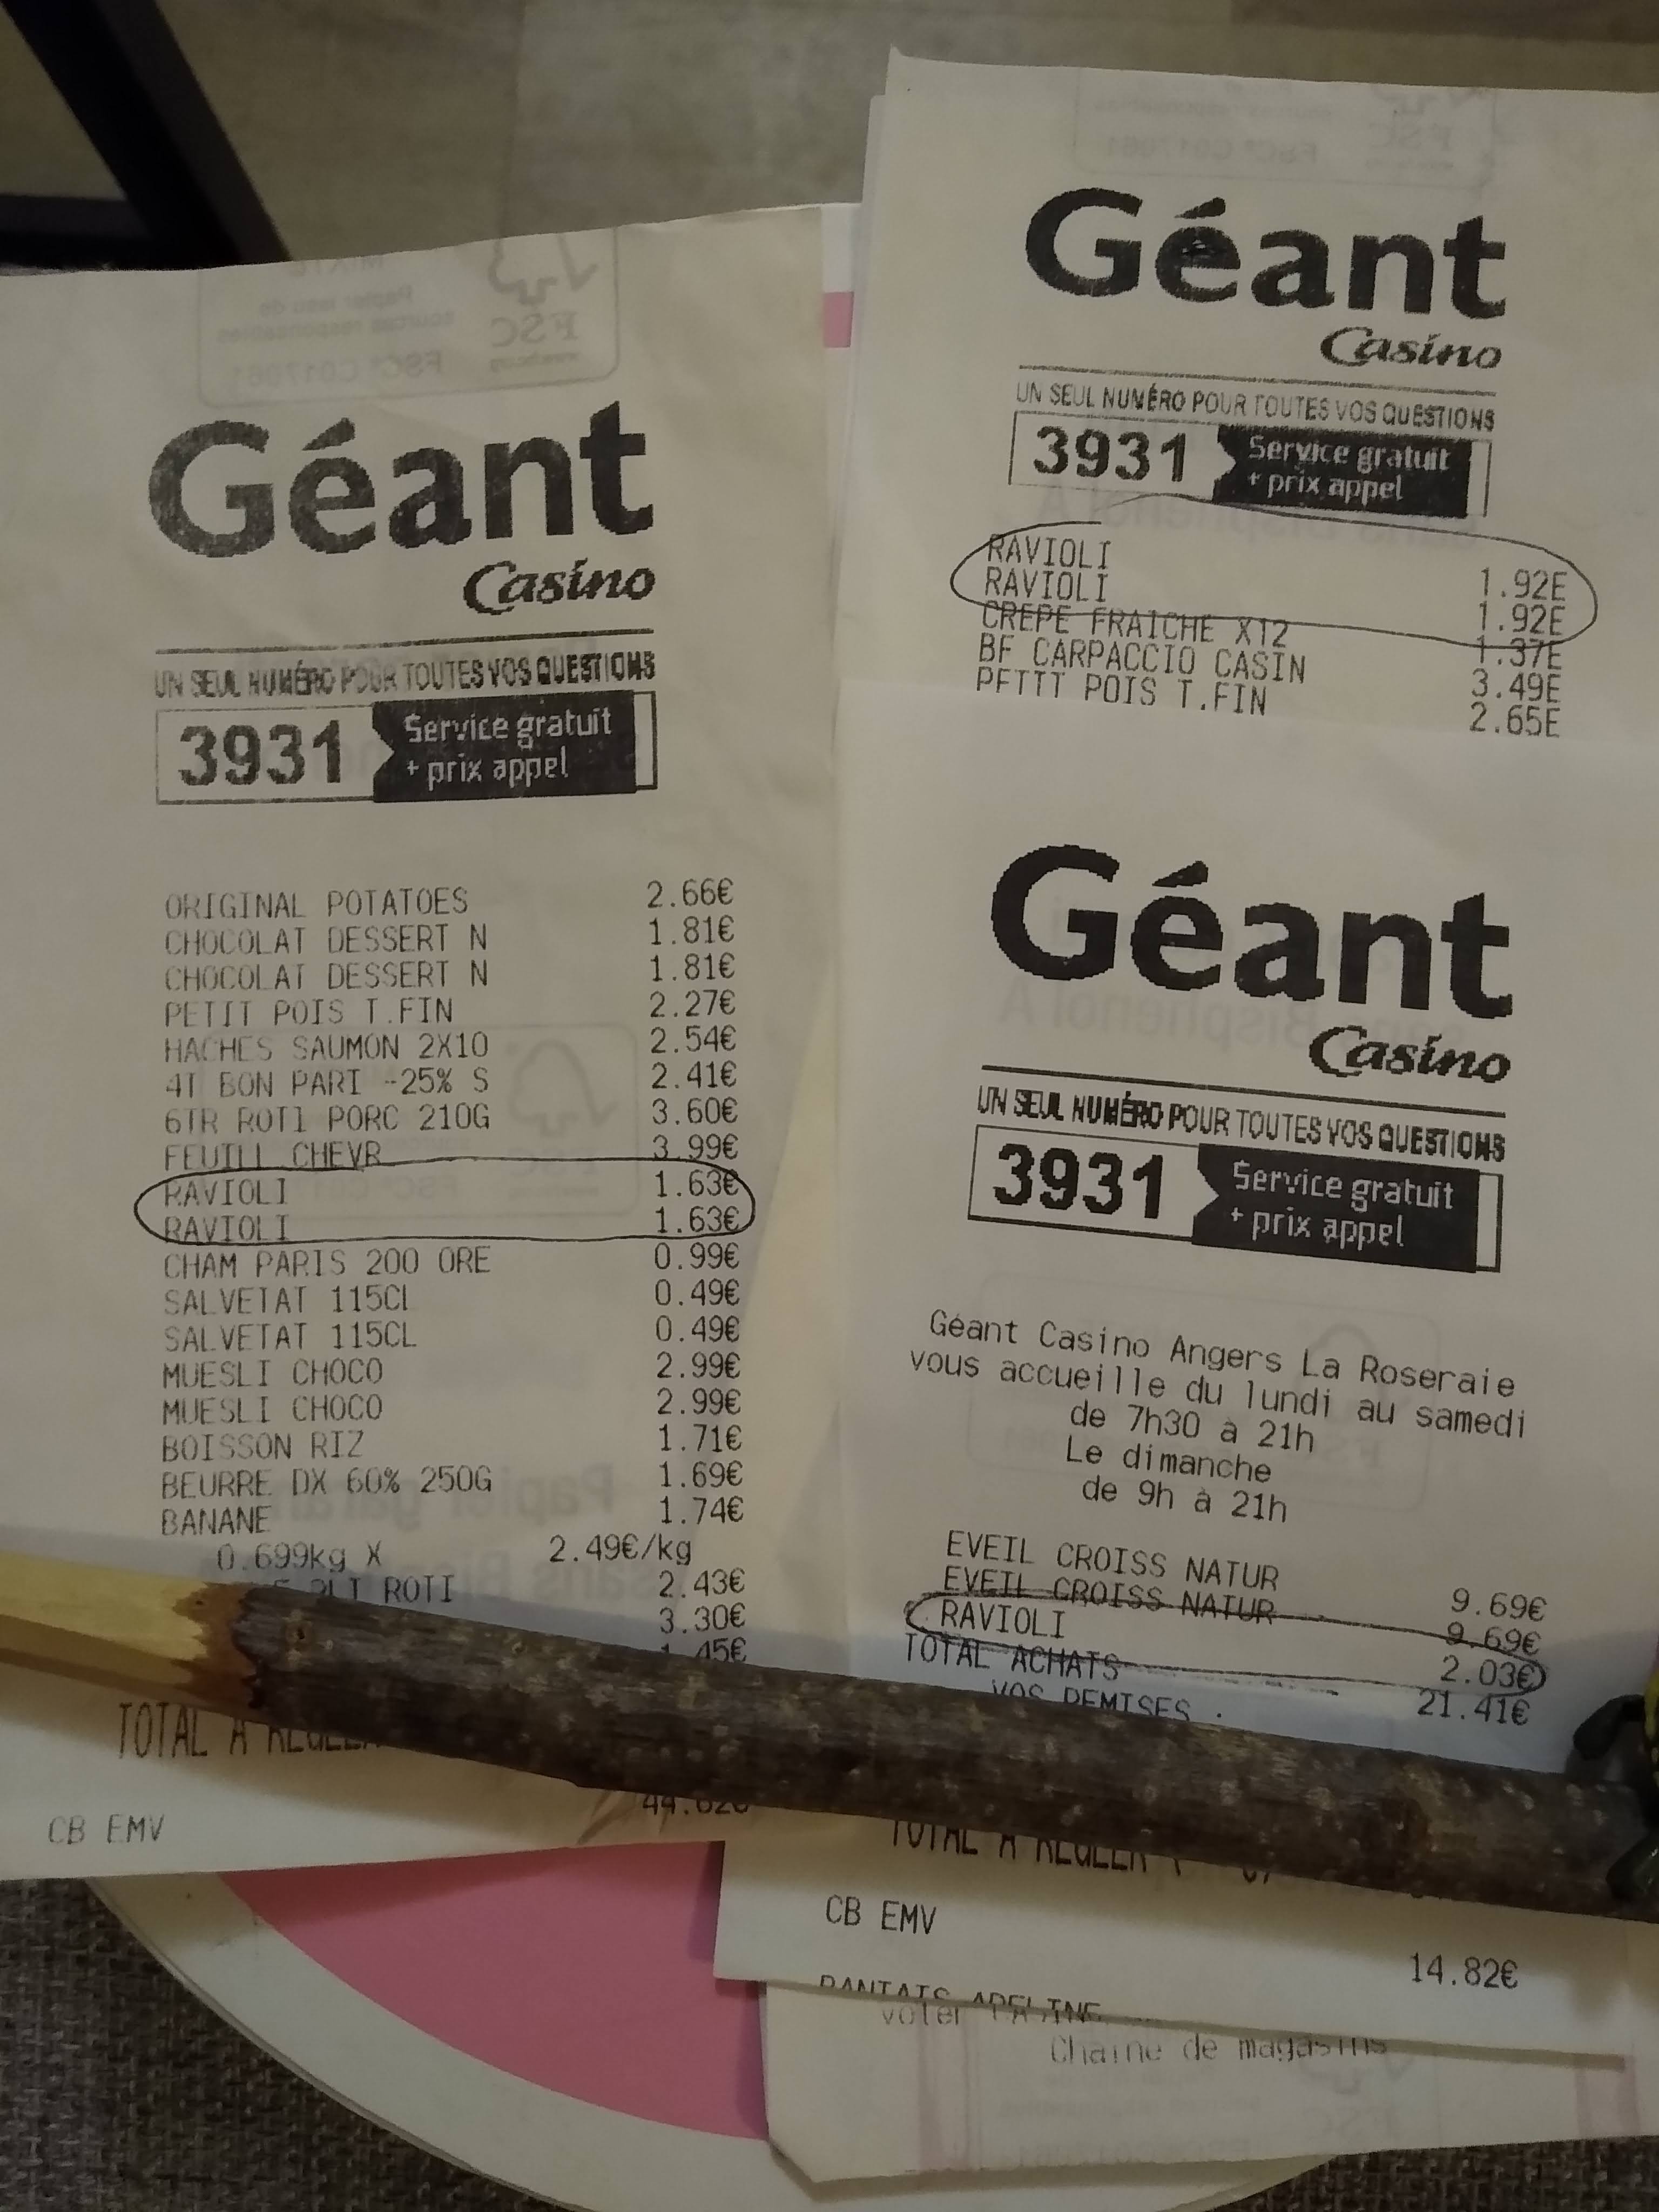 Géant
Casino
UN SEUL NUMÉRO POUR TOUTES VOS QUESTIONS
3931 Service gratuit
+ prix appel
ORIGINAL POTATOES 2.66€
CHOCOLAT DESSERT N 1.81€
CHOCOLAT DESSERT N 1.81€
PETIT POIS T.FIN 2.27€
HACHES SAUMON 2X10 2.54€
4T BON PARI -25% S 2.41€
6TR ROTI PORC 210G 3.60€
FEUILL CHEVR 3.99€
RAVIOLI 1.63€
RAVIOLI 1.63€
CHAM PARIS 200 ORE 0.99€
SALVETAT 115CL 0.49€
SALVETAT 115CL 0.49€
MUESLI CHOCO 2.99€
MUESLI CHOCO 2.99€
BOISSON RIZ 1.71€
BEURRE DX 60% 250G 1.69€
BANANE 1.74€
0.699kg X 2.49€/kg
ROTI 2.43€
3.30€
1.45€
TOTAL A
CB EMV
Géant
Casino
UN SEUL NUMÉRO POUR TOUTES VOS QUESTIONS
3931 Service gratuit
+ prix appel
RAVIOLI 1.92E
RAVIOLI 1.92E
CREPE FRAICHE X12 1.37E
BF CARPACCIO CASIN 3.49E
PETIT POIS T.FIN 2.65E
Géant
Casino
UN SEUL NUMÉRO POUR TOUTES VOS QUESTIONS
3931 Service gratuit
+ prix appel
Géant Casino Angers La Roseraie
vous accueille du lundi au samedi
de 7h30 à 21h
Le dimanche
de 9h à 21h
EVEIL CROISS NATUR 9.69€
EVEIL CROISS NATUR 9.69€
RAVIOLI 2.03€
TOTAL ACHATS 21.41€
VOS REMISES :
TOTAL A REGLER
CB EMV
14.82€
voter
Chaine de magasins